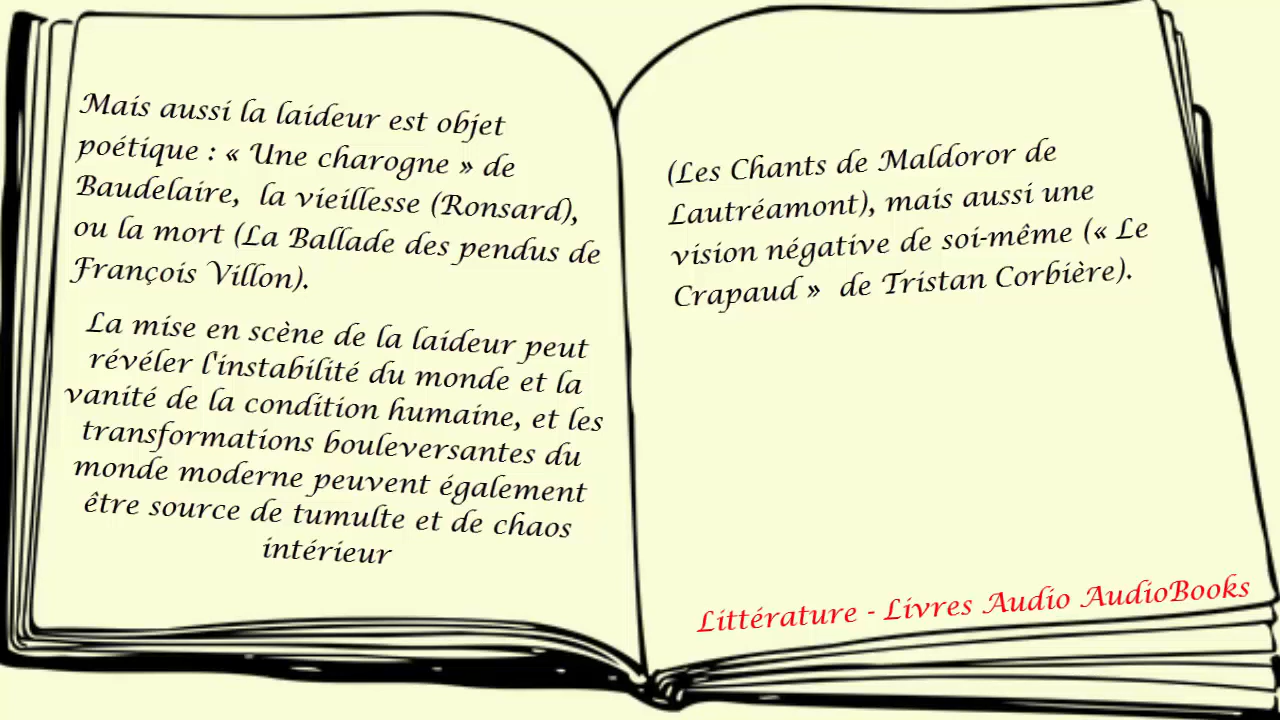 Mais aussi la laideur est objet
poétique : « Une charogne » de
Baudelaire, la vieillesse (Ronsard),
ou la mort (La Ballade des pendus de
François Villon).
La mise en scène de la laideur peut
révéler l'instabilité du monde et la
vanité de la condition humaine, et les
transformations bouleversantes du
monde moderne peuvent également
être source de tumulte et de chaos
intérieur
(Les Chants de Maldoror de
Lautréamont), mais aussi une
vision négative de soi-même (« Le
Crapaud » de Tristan Corbière).
Littérature - Livres Audio AudioBooks